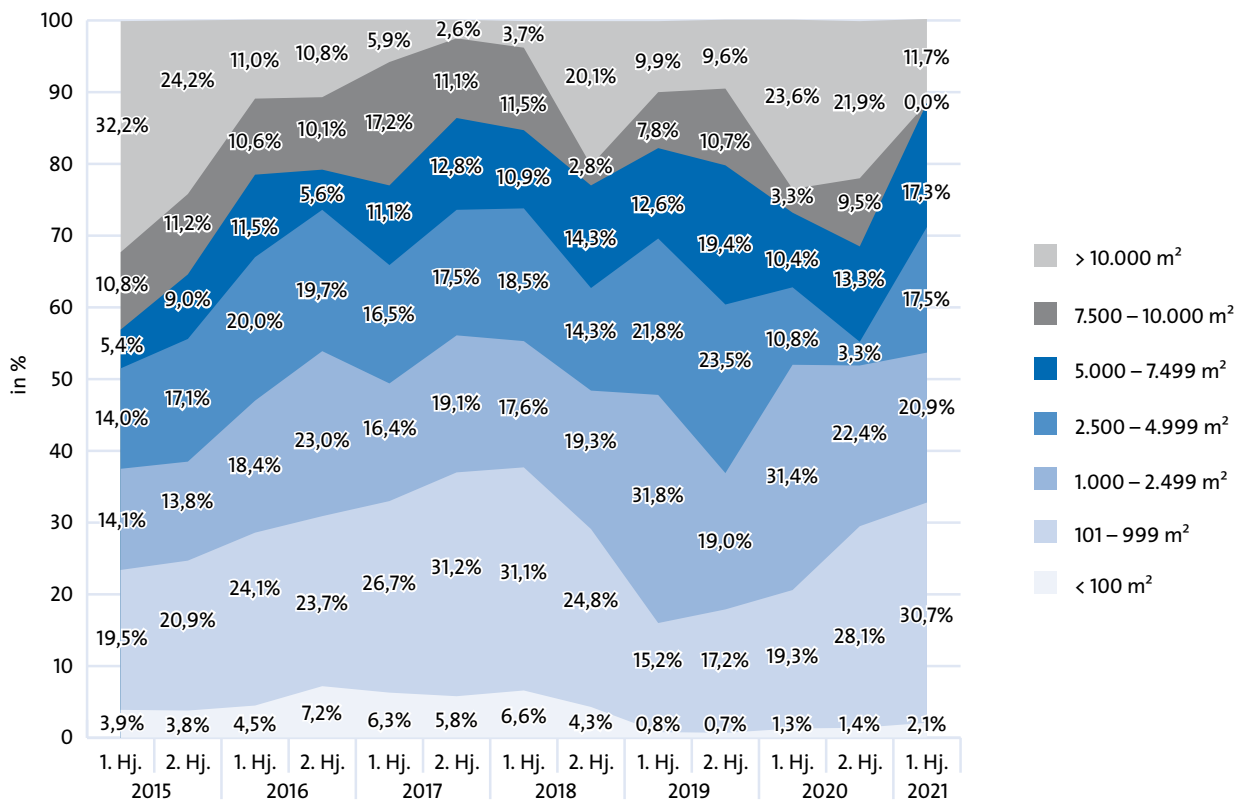 in %
100
90
80
70
60
50
40
30
20
10
0
32,2% 24,2% 11,0% 10,8% 5,9% 2,6% 3,7% 20,1% 9,9% 9,6% 23,6% 21,9% 11,7%
10,8% 11,2% 10,6% 10,1% 17,2% 11,1% 11,5% 2,8% 7,8% 10,7% 3,3% 9,5% 0,0%
5,4% 9,0% 11,5% 5,6% 11,1% 12,8% 10,9% 14,3% 12,6% 19,4% 10,4% 13,3% 17,3%
14,0% 17,1% 20,0% 19,7% 16,5% 17,5% 18,5% 14,3% 21,8% 23,5% 10,8% 3,3% 17,5%
14,1% 13,8% 18,4% 23,0% 16,4% 19,1% 17,6% 19,3% 31,8% 19,0% 31,4% 22,4% 20,9%
19,5% 20,9% 24,1% 23,7% 26,7% 31,2% 31,1% 24,8% 15,2% 17,2% 19,3% 28,1% 30,7%
3,9% 3,8% 4,5% 7,2% 6,3% 5,8% 6,6% 4,3% 0,8% 0,7% 1,3% 1,4% 2,1%
1. Hj. 2. Hj. 1. Hj. 2. Hj. 1. Hj. 2. Hj. 1. Hj. 2. Hj. 1. Hj. 2. Hj. 1. Hj. 2. Hj. 1. Hj.
2015 2016 2017 2018 2019 2020 2021
> 10.000 m²
7.500 – 10.000 m²
5.000 – 7.499 m²
2.500 – 4.999 m²
1.000 – 2.499 m²
101 – 999 m²
< 100 m²